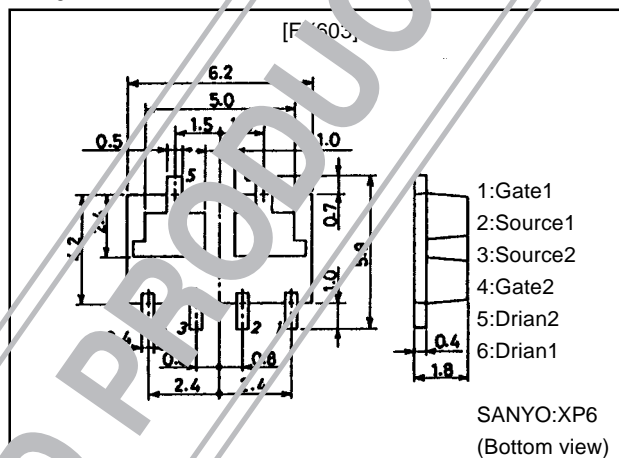 6.2
5.0
1.5
0.5
1.0
5
0.7
1.0
3
2
0.8
2.4
0.4
1.8
1:Gate1
2:Source1
3:Source2
4:Gate2
5:Drian2
6:Drian1
SANYO:XP6
(Bottom view)